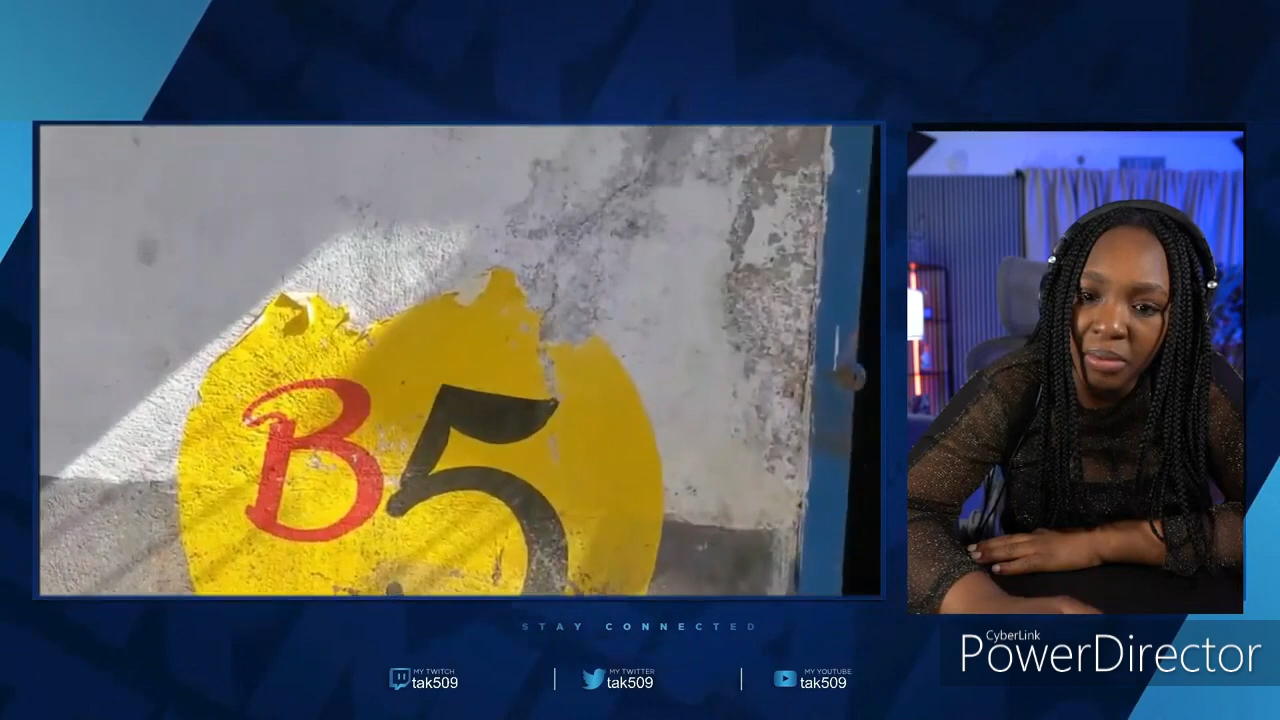 B5
STAY CONNECTED
MY TWITCH
tak509
MY TWITTER
tak509
MY YOUTUBE
tak509
CyberLink
PowerDirector